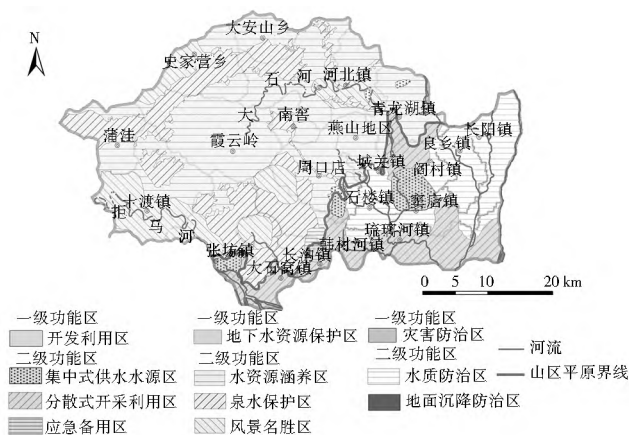 N
大安山乡
史家营乡
大石河
河北镇
青龙湖镇
蒲洼
南窖
霞云岭
燕山地区
良乡镇
长阳镇
阎村镇
城关镇
周口店
石楼镇
窦店镇
十渡镇
拒马河
琉璃河镇
韩村河镇
张坊镇
长沟镇
大石窝镇
0 5 10 20 km
一级功能区 一级功能区 一级功能区
开发利用区 地下水资源保护区 灾害防治区
二级功能区 二级功能区 二级功能区 河流
集中式供水水源区 水资源涵养区 水质防治区 山区平原界线
分散式开采利用区 泉水保护区 地面沉降防治区
应急备用区 风景名胜区